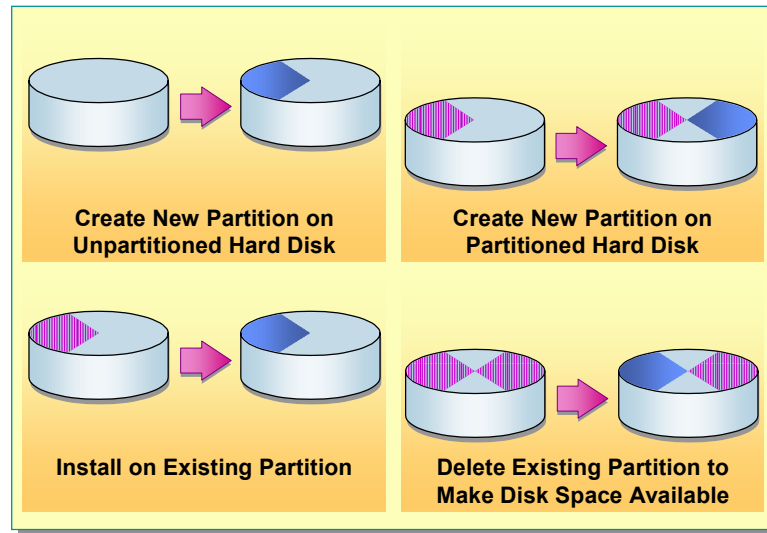 Create New Partition on
Unpartitioned Hard Disk
Create New Partition on
Partitioned Hard Disk
Install on Existing Partition
Delete Existing Partition to
Make Disk Space Available